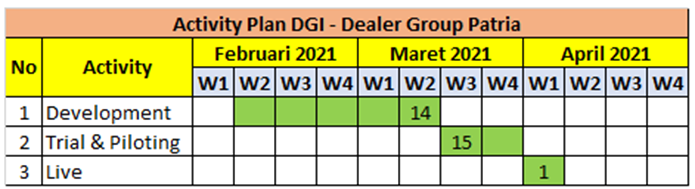 Activity Plan DGI - Dealer Group Patria
No Activity Februari 2021 Maret 2021 April 2021
W1 W2 W3 W4 W1 W2 W3 W4 W1 W2 W3 W4
1 Development 14
2 Trial & Piloting 15
3 Live 1